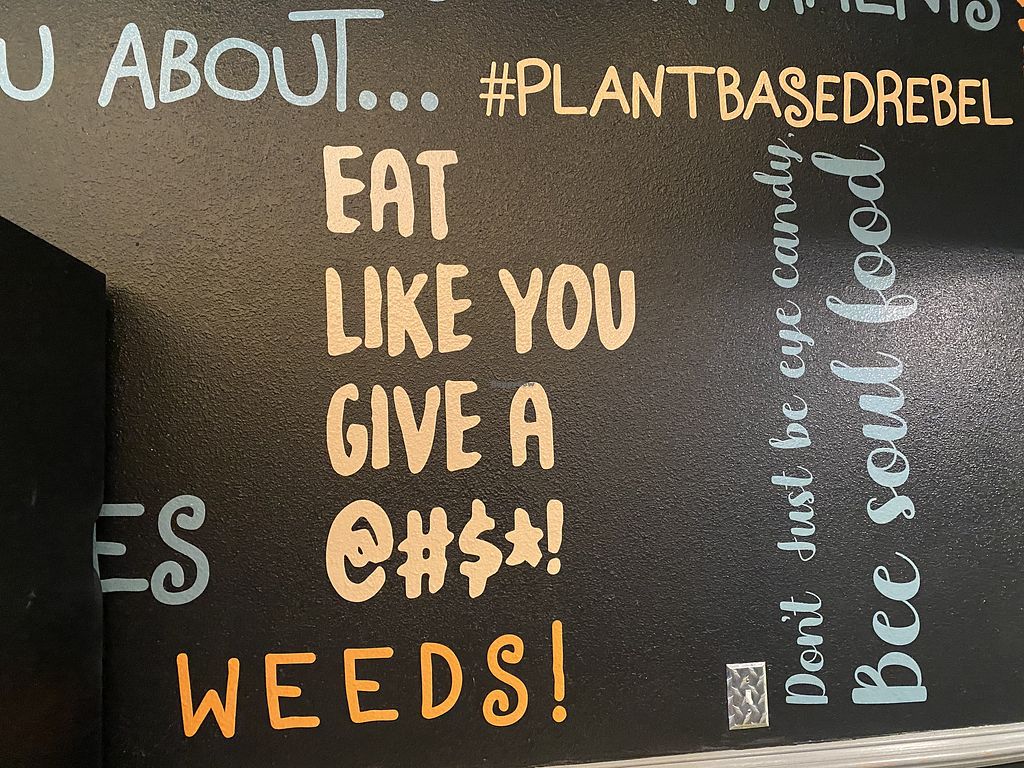 U ABOUT...
#PLANTBASEDREBEL
EAT
LIKE YOU
GIVE A
@#$*!
ES
WEEDS!
Don't Just be eye candy,
Bee soul food